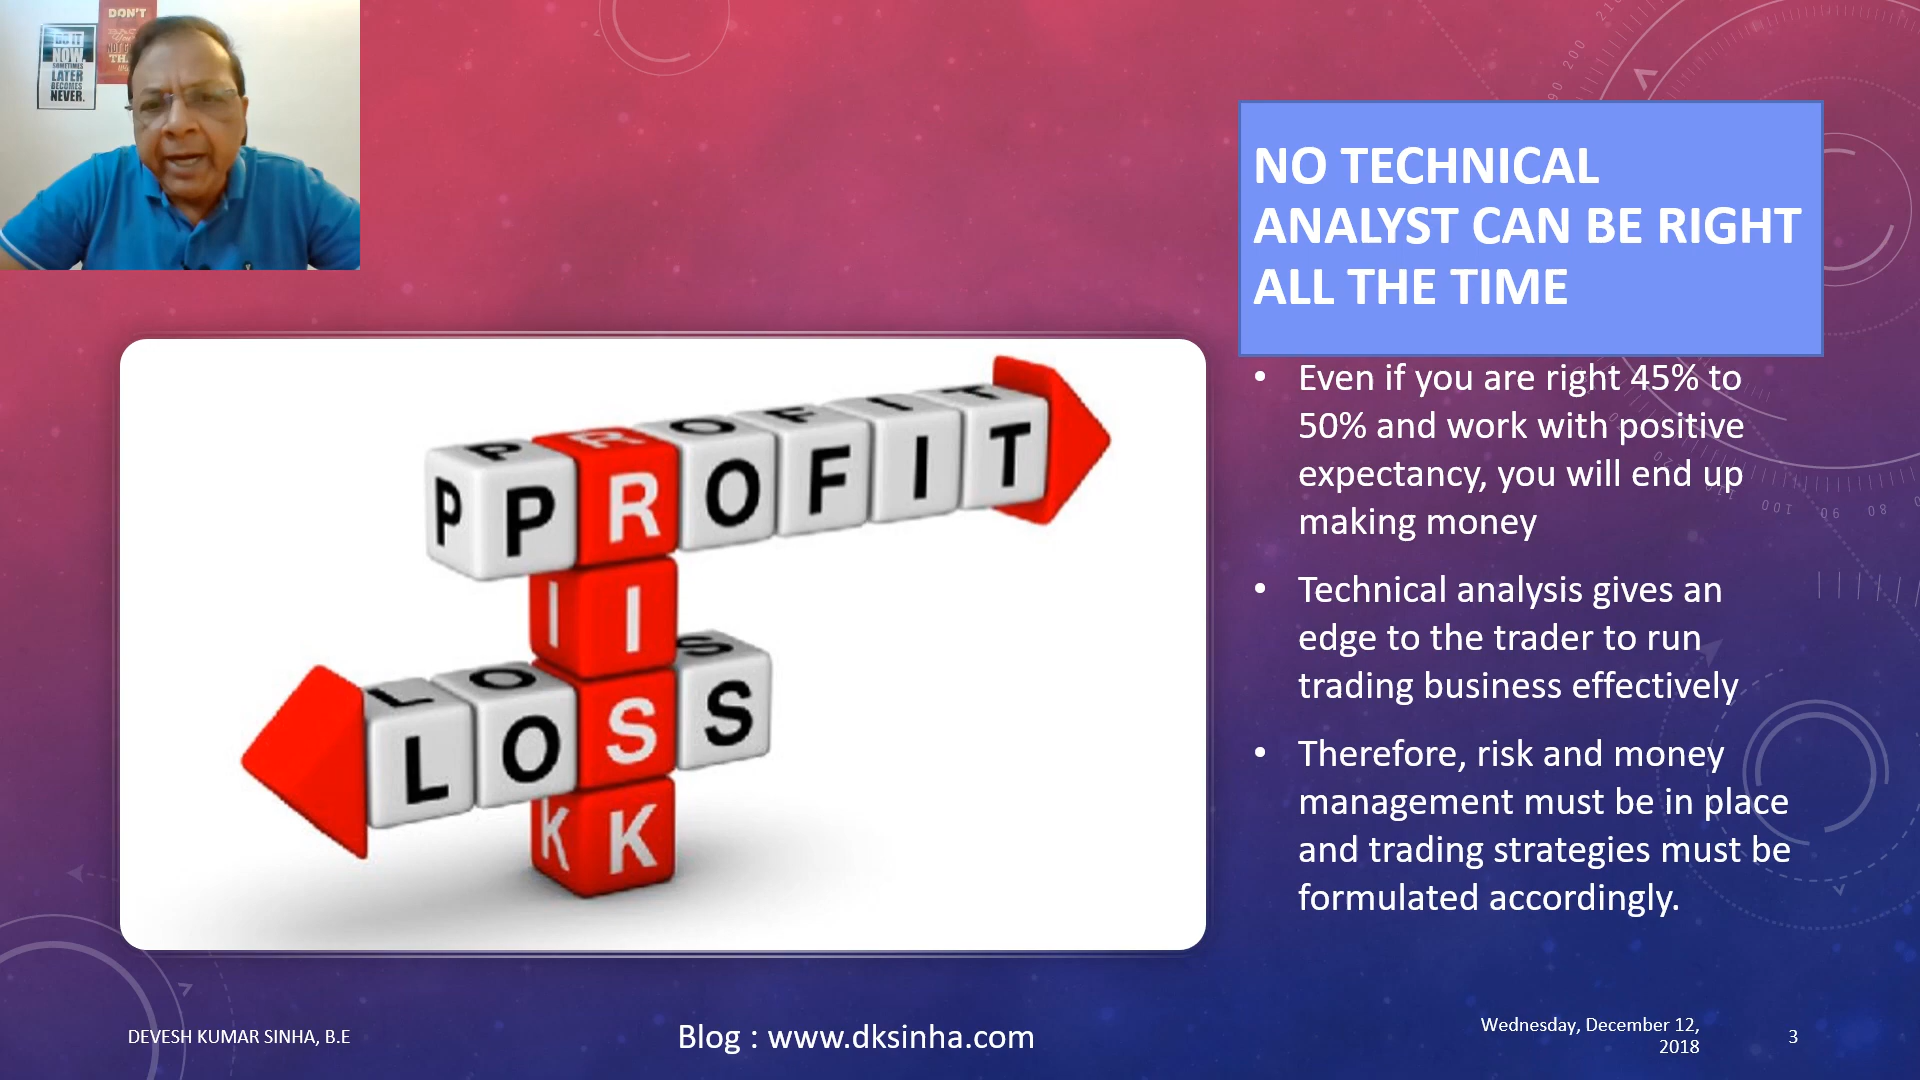 DON'T
DO IT
NOW.
SOMETIMES
LATER
BECOMES
NEVER.
NO TECHNICAL
ANALYST CAN BE RIGHT
ALL THE TIME
PROFIT
RISK
LOSS
• Even if you are right 45% to
50% and work with positive
expectancy, you will end up
making money
• Technical analysis gives an
edge to the trader to run
trading business effectively
• Therefore, risk and money
management must be in place
and trading strategies must be
formulated accordingly.
DEVESH KUMAR SINHA, B.E
Blog : www.dksinha.com
Wednesday, December 12,
2018
3